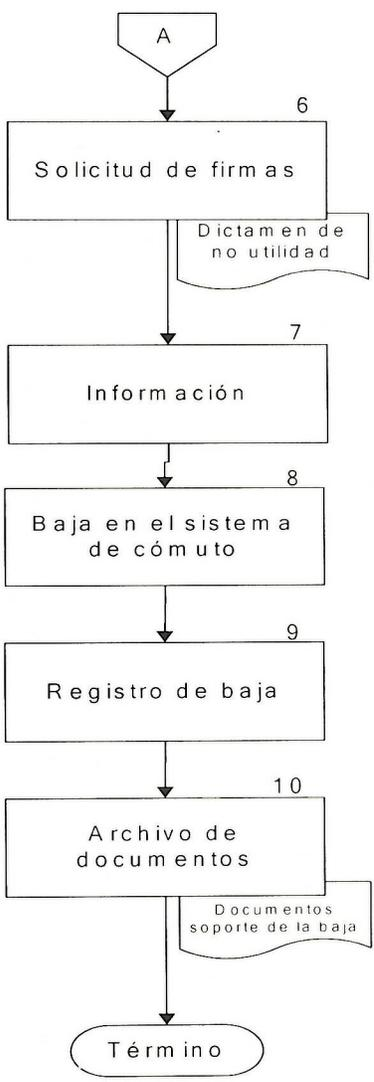 A
6
Solicitud de firmas
Dictamen de
no utilidad
7
Información
8
Baja en el sistema
de cómuto
9
Registro de baja
10
Archivo de
documentos
Documentos
soporte de la baja
Término